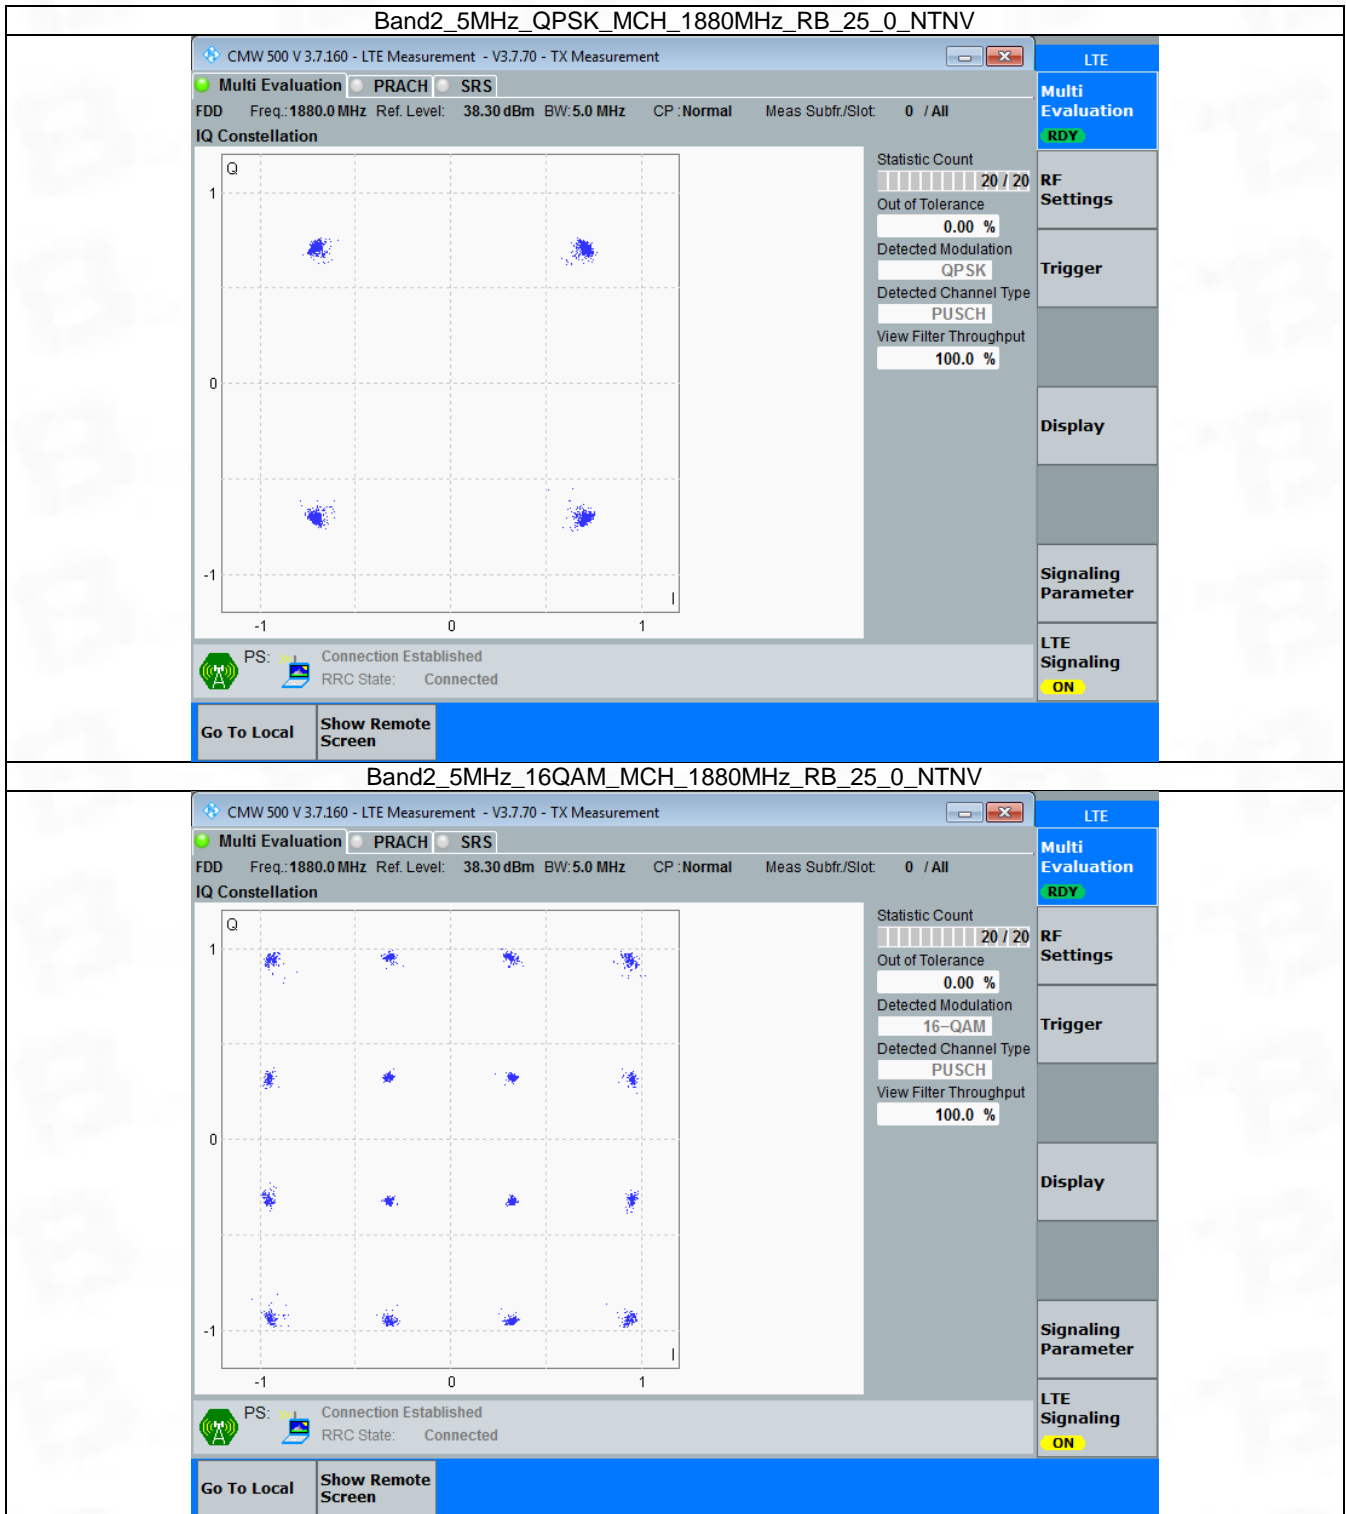 Band2_5MHz_QPSK_MCH_1880MHz_RB_25_0_NTNV
CMW 500 V 3.7.160 - LTE Measurement - V3.7.70 - TX Measurement
LTE
Multi Evaluation PRACH SRS
Multi
Evaluation
RDY
FDD Freq.:1880.0 MHz Ref. Level: 38.30 dBm BW:5.0 MHz CP :Normal Meas Subfr./Slot: 0 / All
IQ Constellation
Q
1
0
-1
-1 0 1
I
Statistic Count
20 / 20
Out of Tolerance
0.00 %
Detected Modulation
QPSK
Detected Channel Type
PUSCH
View Filter Throughput
100.0 %
RF
Settings
Trigger
Display
Signaling
Parameter
LTE
Signaling
ON
PS: Connection Established
RRC State: Connected
Go To Local Show Remote
Screen
Band2_5MHz_16QAM_MCH_1880MHz_RB_25_0_NTNV
CMW 500 V 3.7.160 - LTE Measurement - V3.7.70 - TX Measurement
LTE
Multi Evaluation PRACH SRS
Multi
Evaluation
RDY
FDD Freq.:1880.0 MHz Ref. Level: 38.30 dBm BW:5.0 MHz CP :Normal Meas Subfr./Slot: 0 / All
IQ Constellation
Q
1
0
-1
-1 0 1
I
Statistic Count
20 / 20
Out of Tolerance
0.00 %
Detected Modulation
16-QAM
Detected Channel Type
PUSCH
View Filter Throughput
100.0 %
RF
Settings
Trigger
Display
Signaling
Parameter
LTE
Signaling
ON
PS: Connection Established
RRC State: Connected
Go To Local Show Remote
Screen